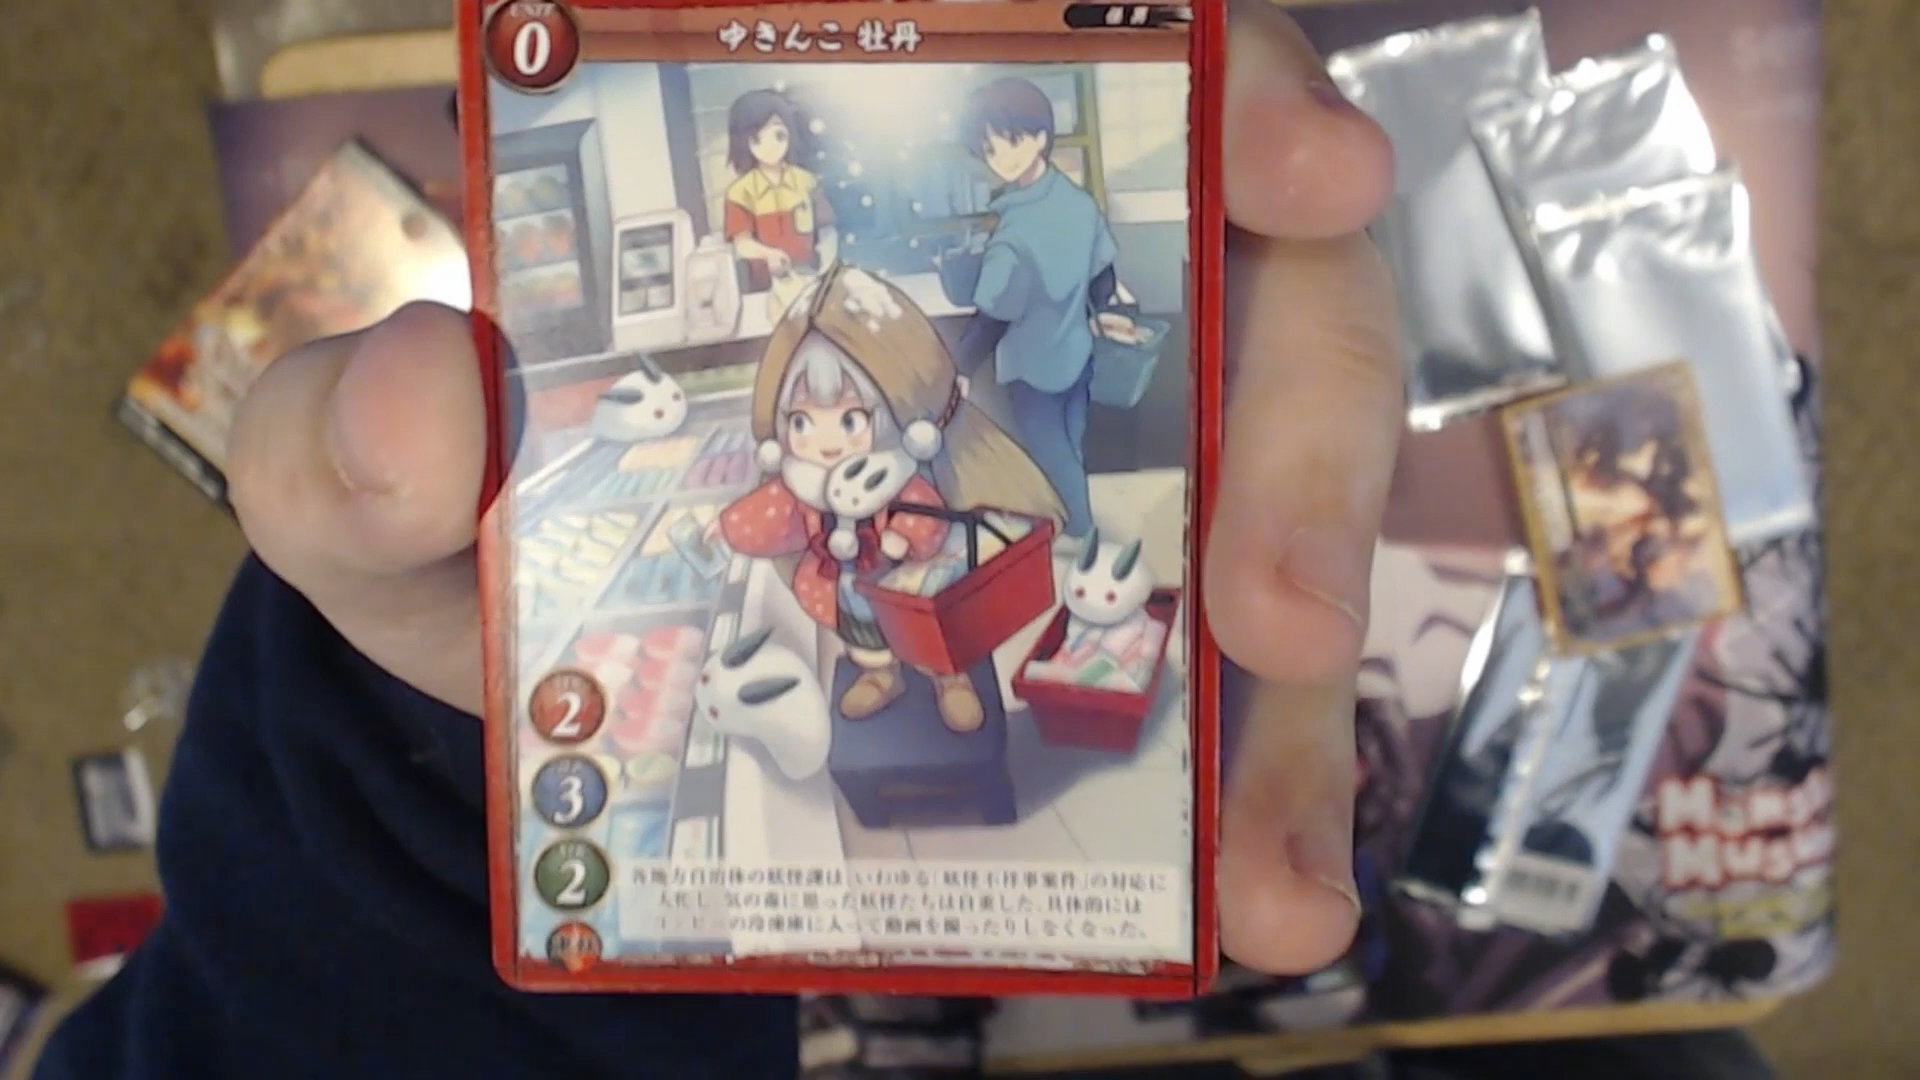 UNIT
0
ゆきんこ 牡丹
2
3
2
各地方自治体の妖怪課は、いわゆる「妖怪不祥事案件」の対応に
大忙し。気の毒に思った妖怪たちは自重した。具体的には
コンビニの冷凍庫に入って動画を撮ったりしなくなった。